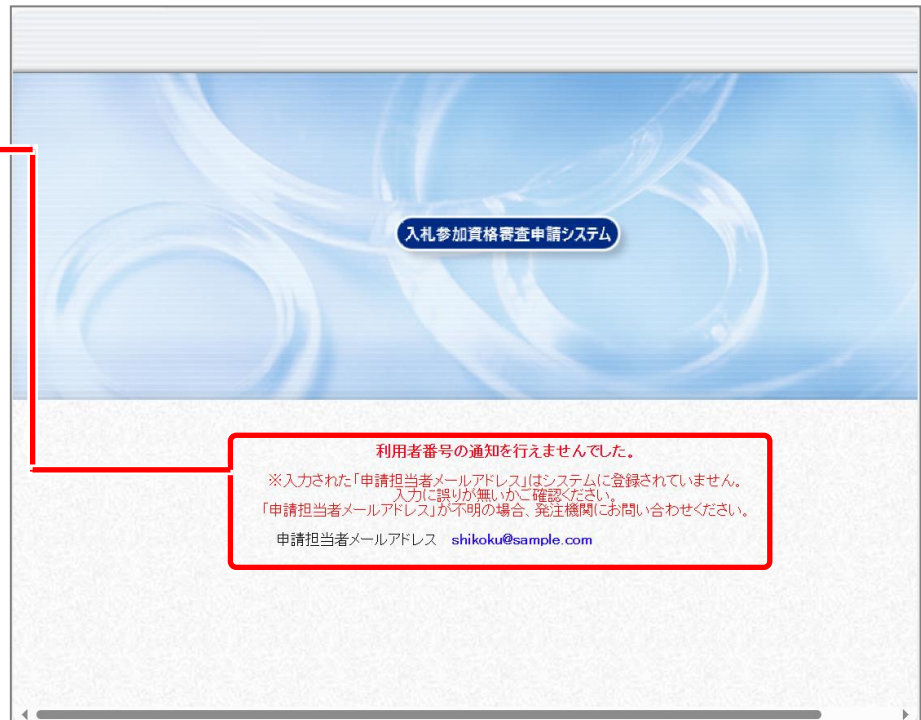 入札参加資格審査申請システム
利用者番号の通知を行えませんでした。
※入力された「申請担当者メールアドレス」はシステムに登録されていません。
入力に誤りが無いかご確認ください。
「申請担当者メールアドレス」が不明の場合、発注機関にお問い合わせください。
申請担当者メールアドレス shikoku@sample.com